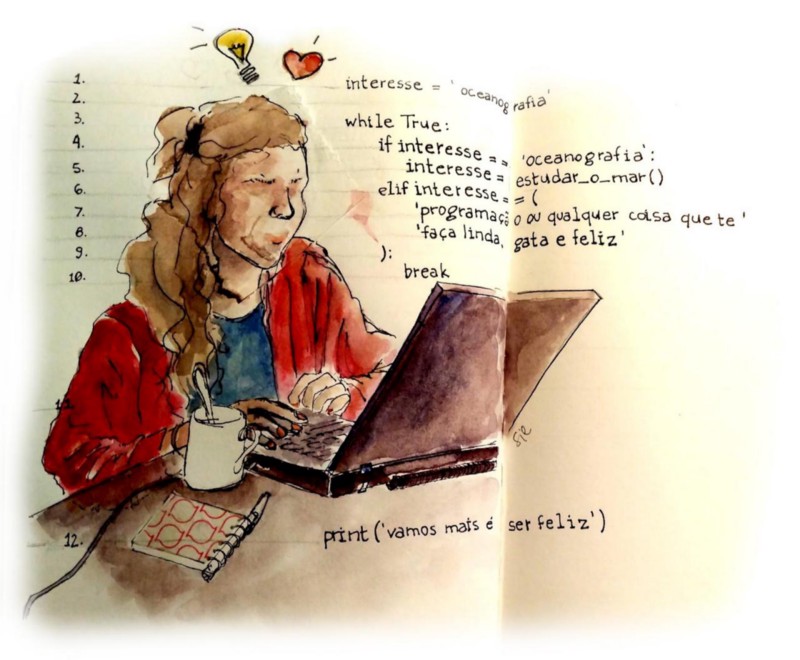 1. interesse = 'oceanografia'
2.
3. while True:
4. if interesse == 'oceanografia':
5. interesse = estudar_o_mar()
6. elif interesse == (
7. 'programação ou qualquer coisa que te '
8. 'faça linda, gata e feliz'
9. ):
10. break
12. print('vamos mais é ser feliz')